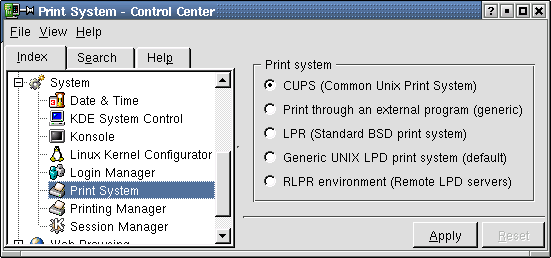 Print System - Control Center
File View Help
Index Search Help
System
Date & Time
KDE System Control
Konsole
Linux Kernel Configurator
Login Manager
Print System
Printing Manager
Session Manager
Web Browsing
Print system
CUPS (Common Unix Print System)
Print through an external program (generic)
LPR (Standard BSD print system)
Generic UNIX LPD print system (default)
RLPR environment (Remote LPD servers)
Apply Reset